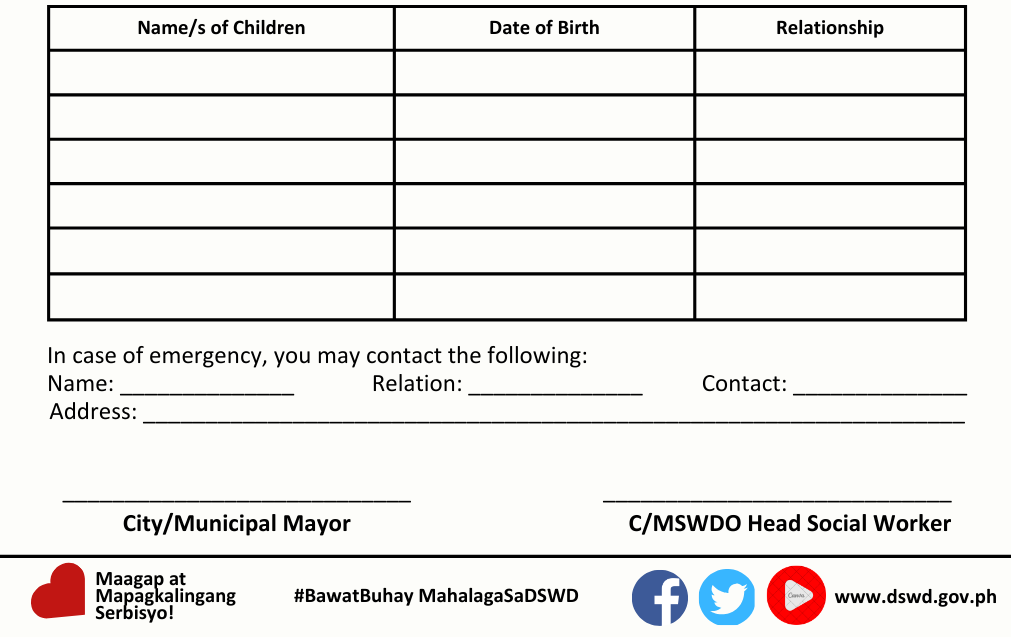 Name/s of Children Date of Birth Relationship
In case of emergency, you may contact the following:
Name: ______________ Relation: ______________ Contact: ______________
Address: __________________________________________________________________
____________________________ ____________________________
City/Municipal Mayor C/MSWDO Head Social Worker
Maagap at
Mapagkalingang
Serbisyo!
#BawatBuhay MahalagaSaDSWD
www.dswd.gov.ph